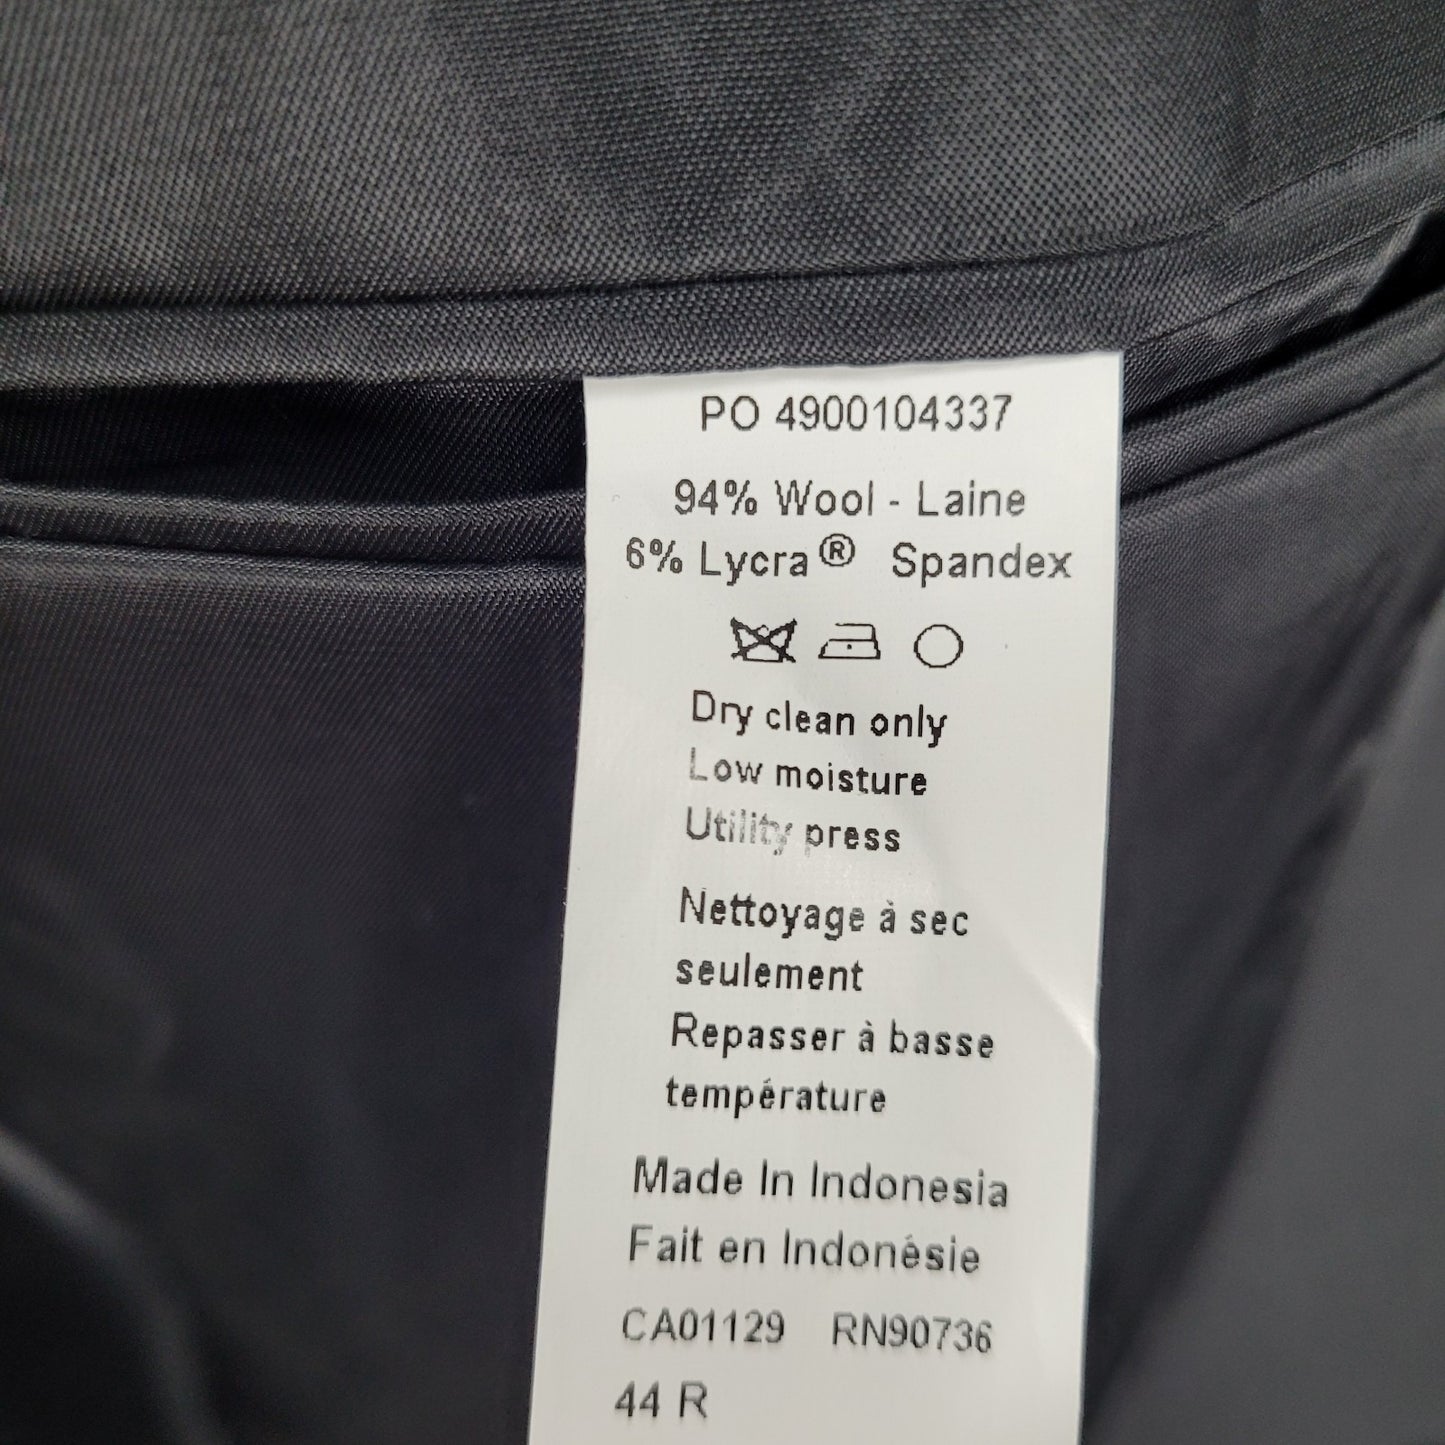 PO 4900104337
94% Wool - Laine
6% Lycra® Spandex
Dry clean only
Low moisture
Utility press
Nettoyage à sec
seulement
Repasser à basse
température
Made In Indonesia
Fait en Indonésie
CA01129 RN90736
44 R